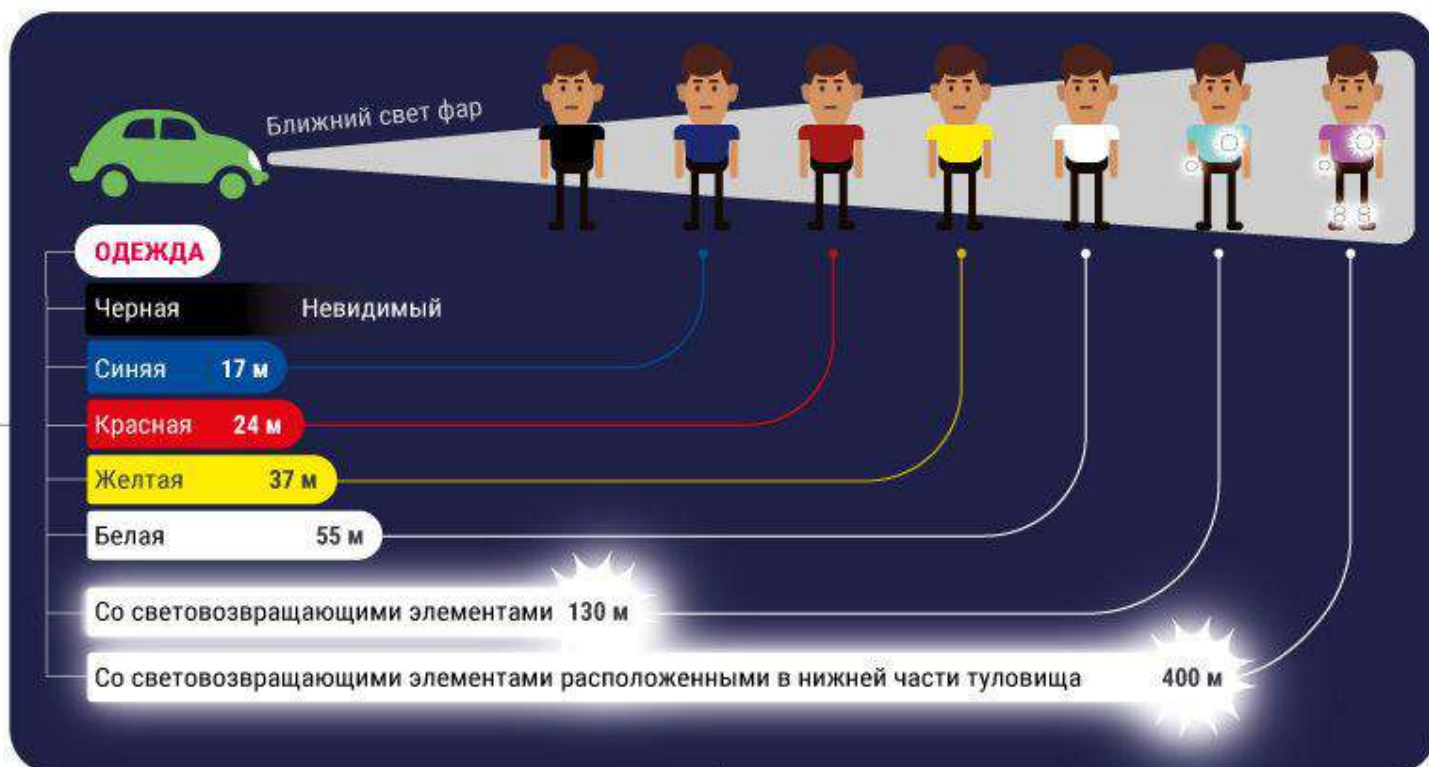 Ближний свет фар
ОДЕЖДА
Черная Невидимый
Синяя 17 м
Красная 24 м
Желтая 37 м
Белая 55 м
Со световозвращающими элементами 130 м
Со световозвращающими элементами расположенными в нижней части туловища 400 м